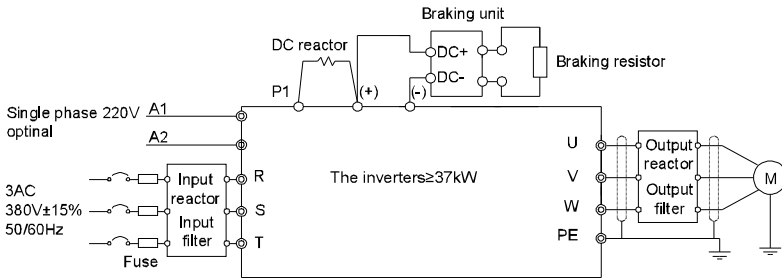 Braking unit
DC reactor
DC+
DC-
Braking resistor
P1
(+)
(-)
Single phase 220V
optinal
A1
A2
3AC
380V±15%
50/60Hz
Fuse
Input
reactor
Input
filter
R
S
T
The inverters≥37kW
U
V
W
PE
Output
reactor
Output
filter
M